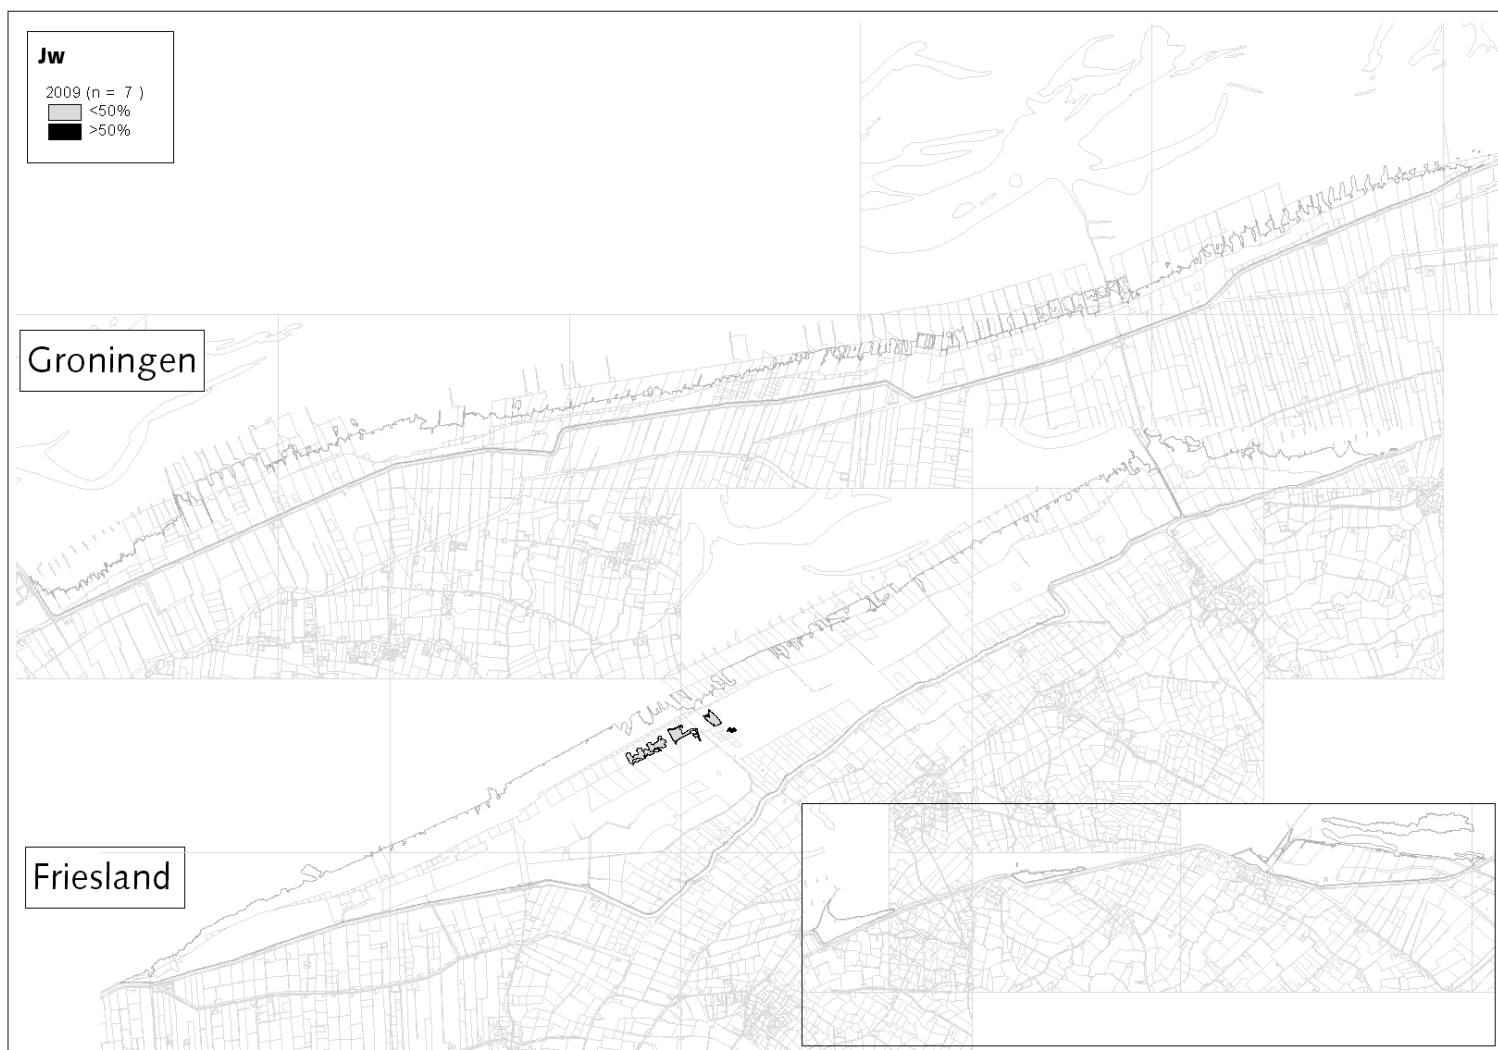 Jw
2009 (n = 7 )
<50%
>50%
Groningen
Friesland